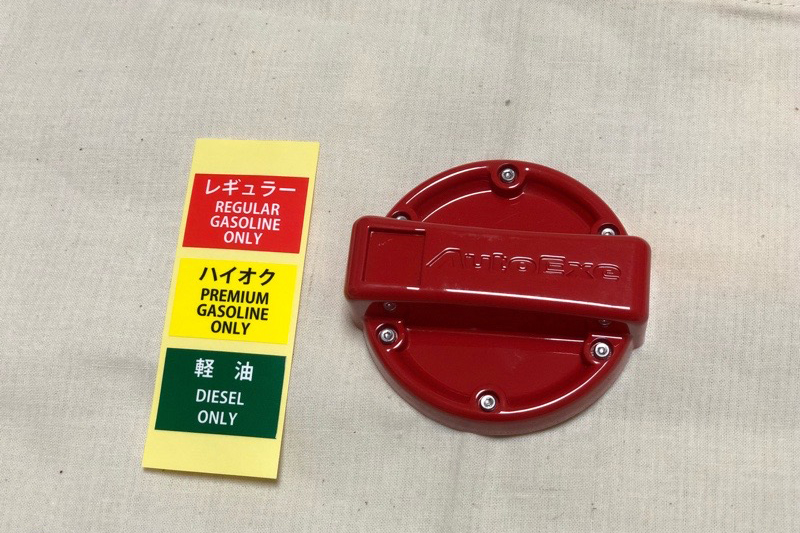 レギュラー
REGULAR
GASOLINE
ONLY
ハイオク
PREMIUM
GASOLINE
ONLY
軽 油
DIESEL
ONLY
AutoExe